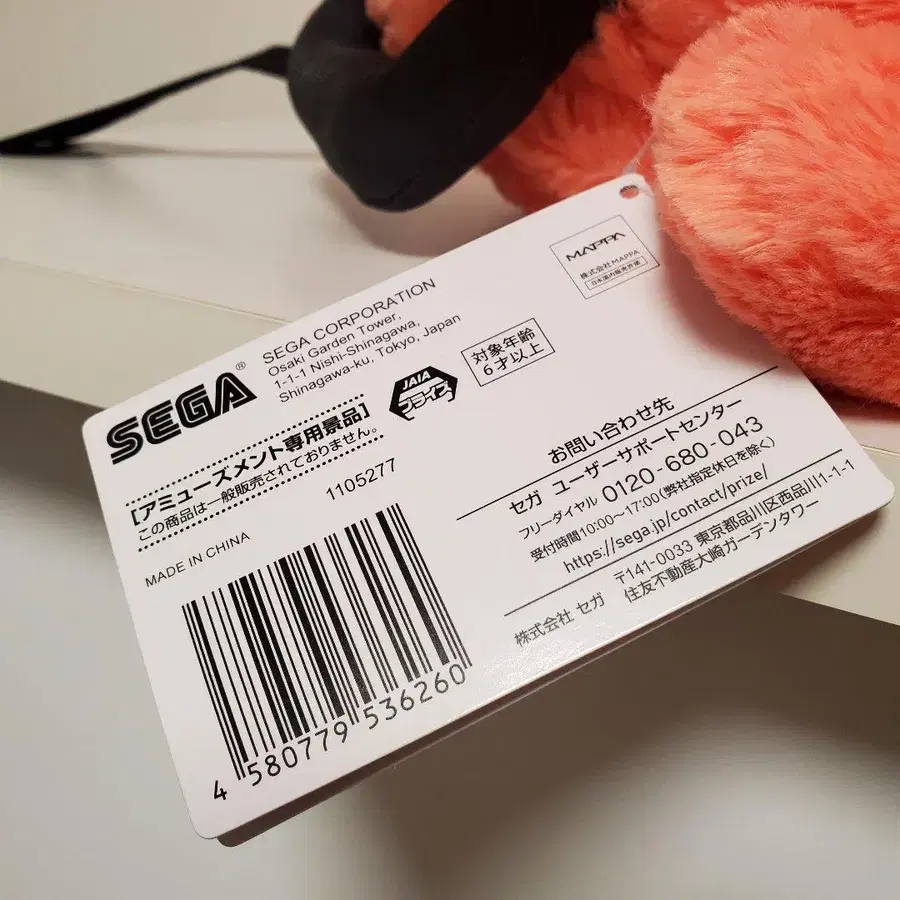 MAPPA
株式会社MAPPA
日本国内販売許諾
SEGA®
SEGA CORPORATION
Osaki Garden Tower,
1-1-1 Nishi-Shinagawa,
Shinagawa-ku, Tokyo, Japan
JAIA
プライズ
対象年齢
6才以上
[アミューズメント専用景品]
この商品は一般販売されておりません。
1105277
MADE IN CHINA
4 580779 536260
お問い合わせ先
セガ ユーザーサポートセンター
フリーダイヤル 0120-680-043
受付時間10:00~17:00(弊社指定休日を除く)
https://sega.jp/contact/prize/
株式会社 セガ 〒141-0033 東京都品川区西品川1-1-1
住友不動産大崎ガーデンタワー